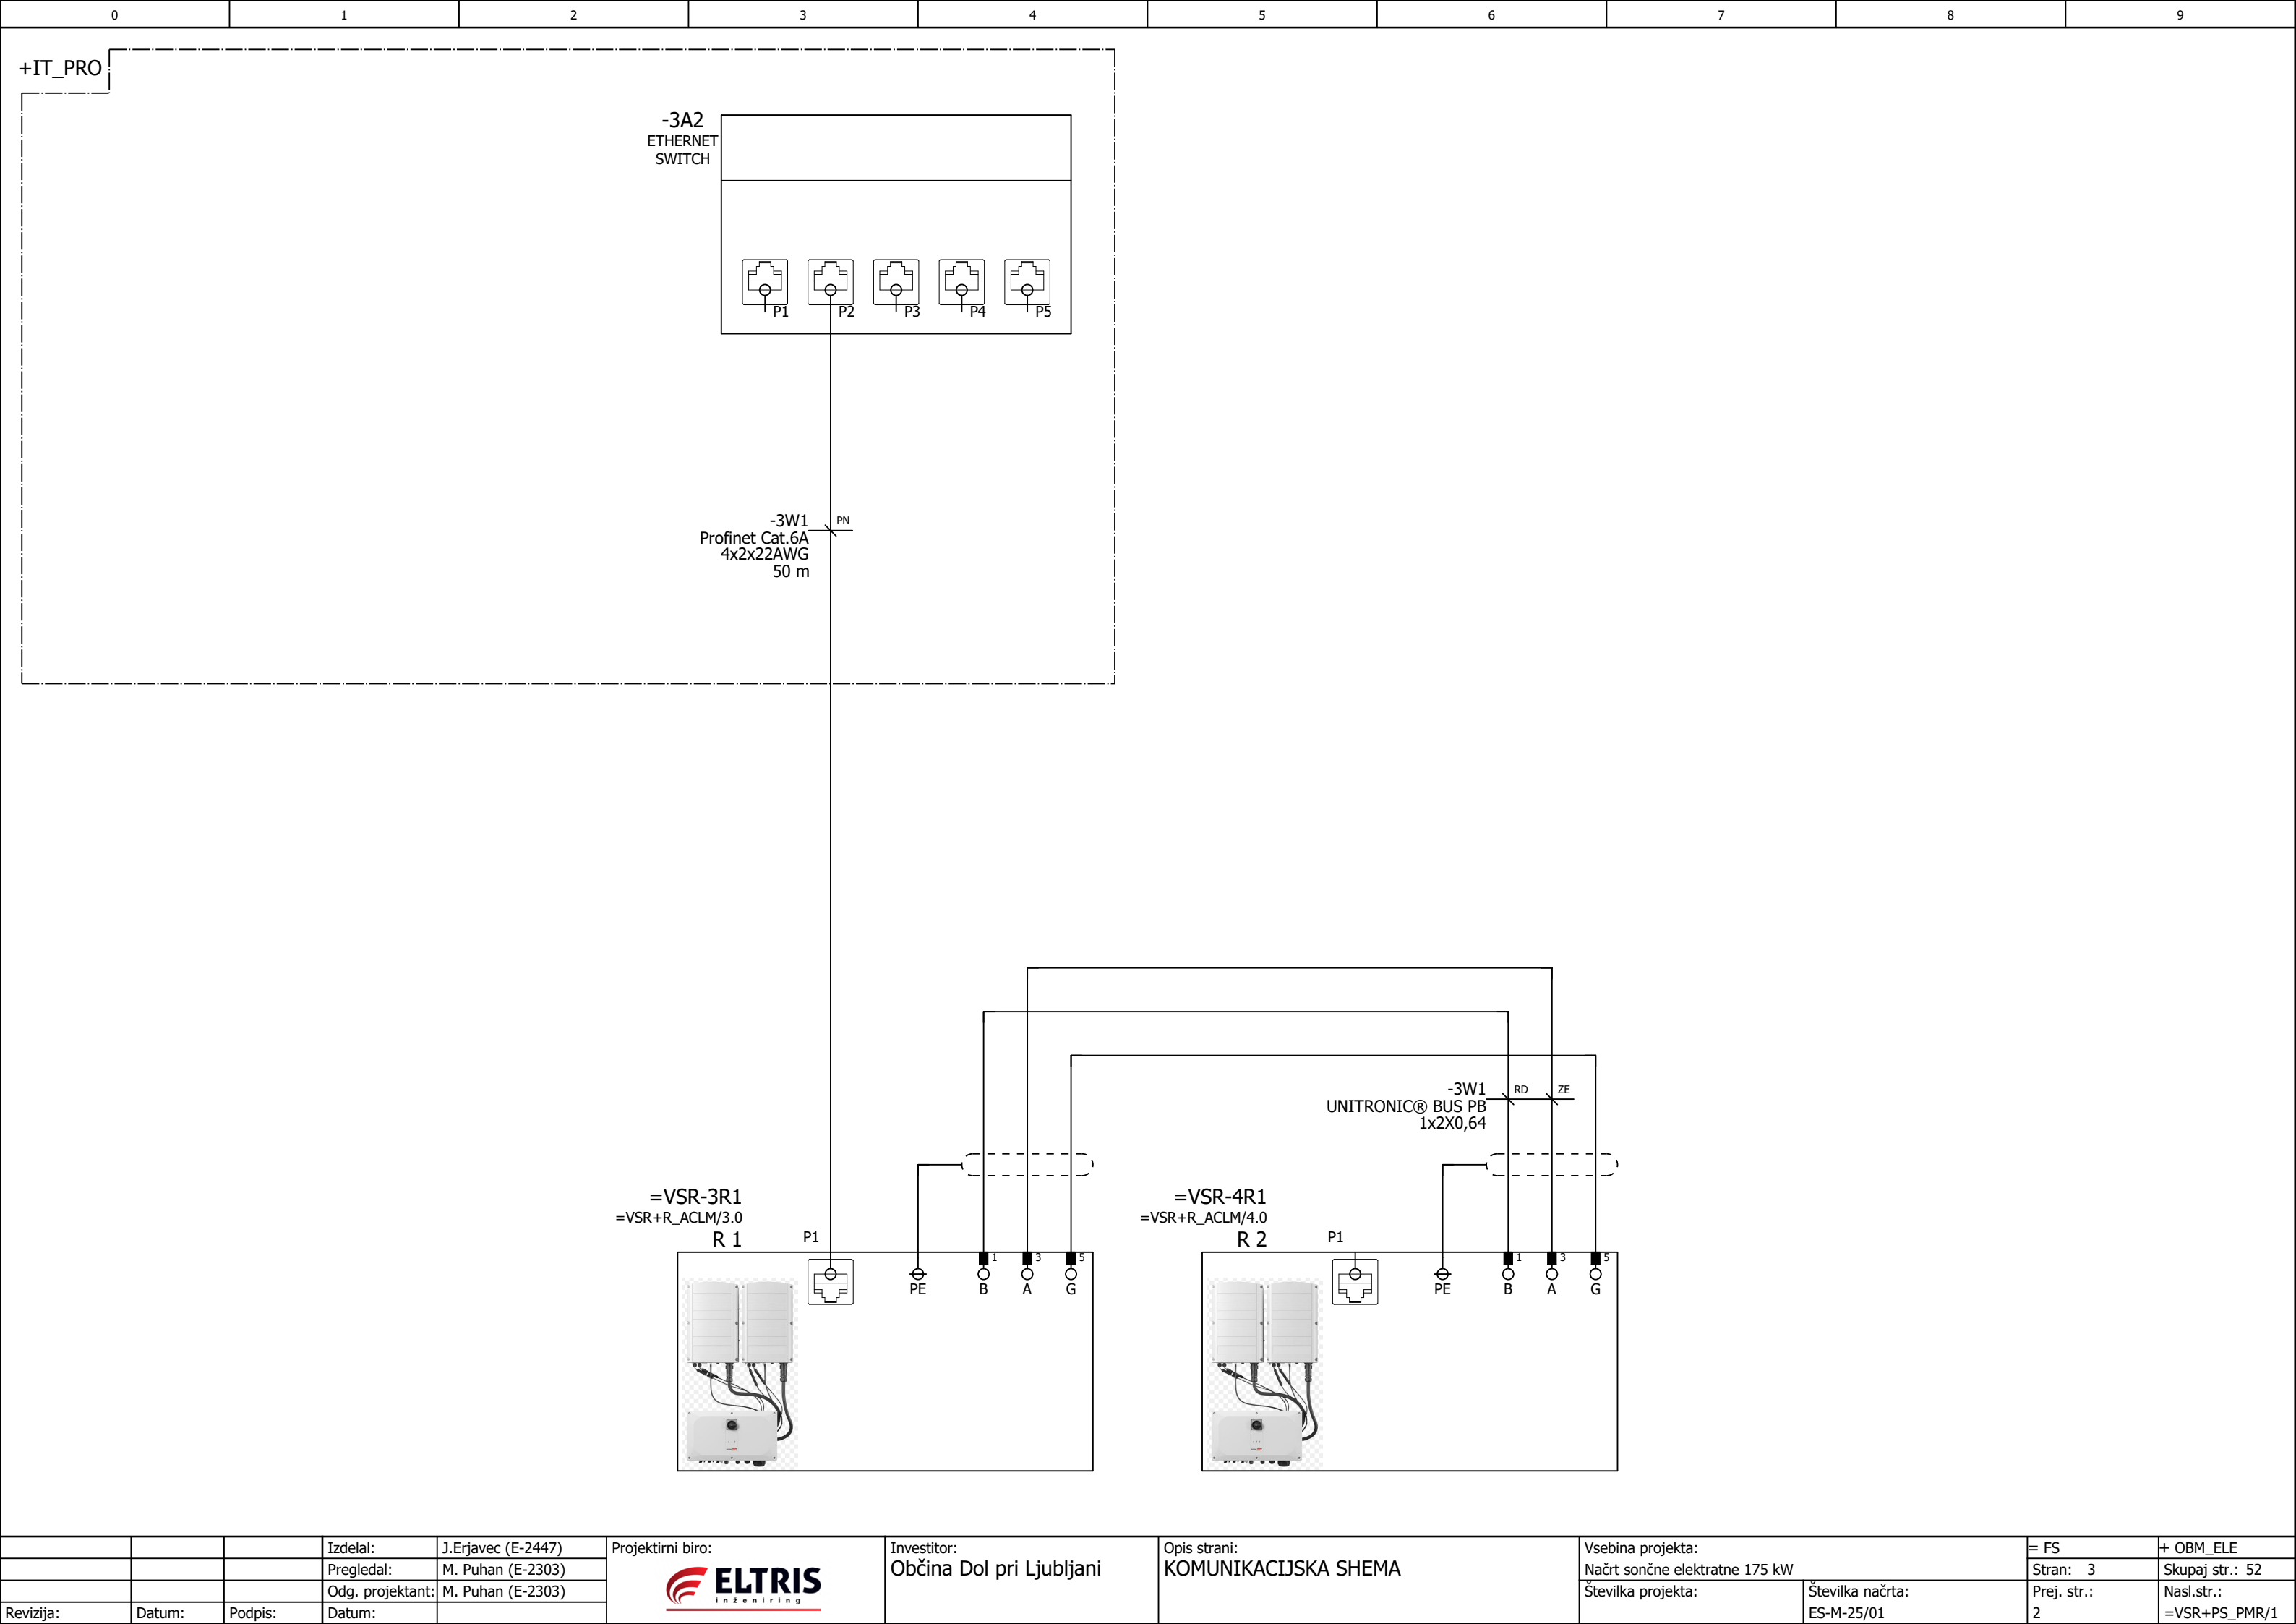 0 1 2 3 4 5 6 7 8 9
+IT_PRO
-3A2
ETHERNET
SWITCH
P1 P2 P3 P4 P5
-3W1 PN
Profinet Cat.6A
4x2x22AWG
50 m
-3W1 RD ZE
UNITRONIC® BUS PB
1x2X0,64
=VSR-3R1
=VSR+R_ACLM/3.0
R 1
P1
1 3 5
PE B A G
=VSR-4R1
=VSR+R_ACLM/4.0
R 2
P1
1 3 5
PE B A G
Revizija: Datum: Podpis:
Izdelal: J.Erjavec (E-2447)
Pregledal: M. Puhan (E-2303)
Odg. projektant: M. Puhan (E-2303)
Datum:
Projektirni biro:
ELTRIS
inženiring
Investitor:
Občina Dol pri Ljubljani
Opis strani:
KOMUNIKACIJSKA SHEMA
Vsebina projekta:
Načrt sončne elektratne 175 kW
Številka projekta:
Številka načrta:
ES-M-25/01
= FS
+ OBM_ELE
Stran: 3
Skupaj str.: 52
Prej. str.:
2
Nasl.str.:
=VSR+PS_PMR/1